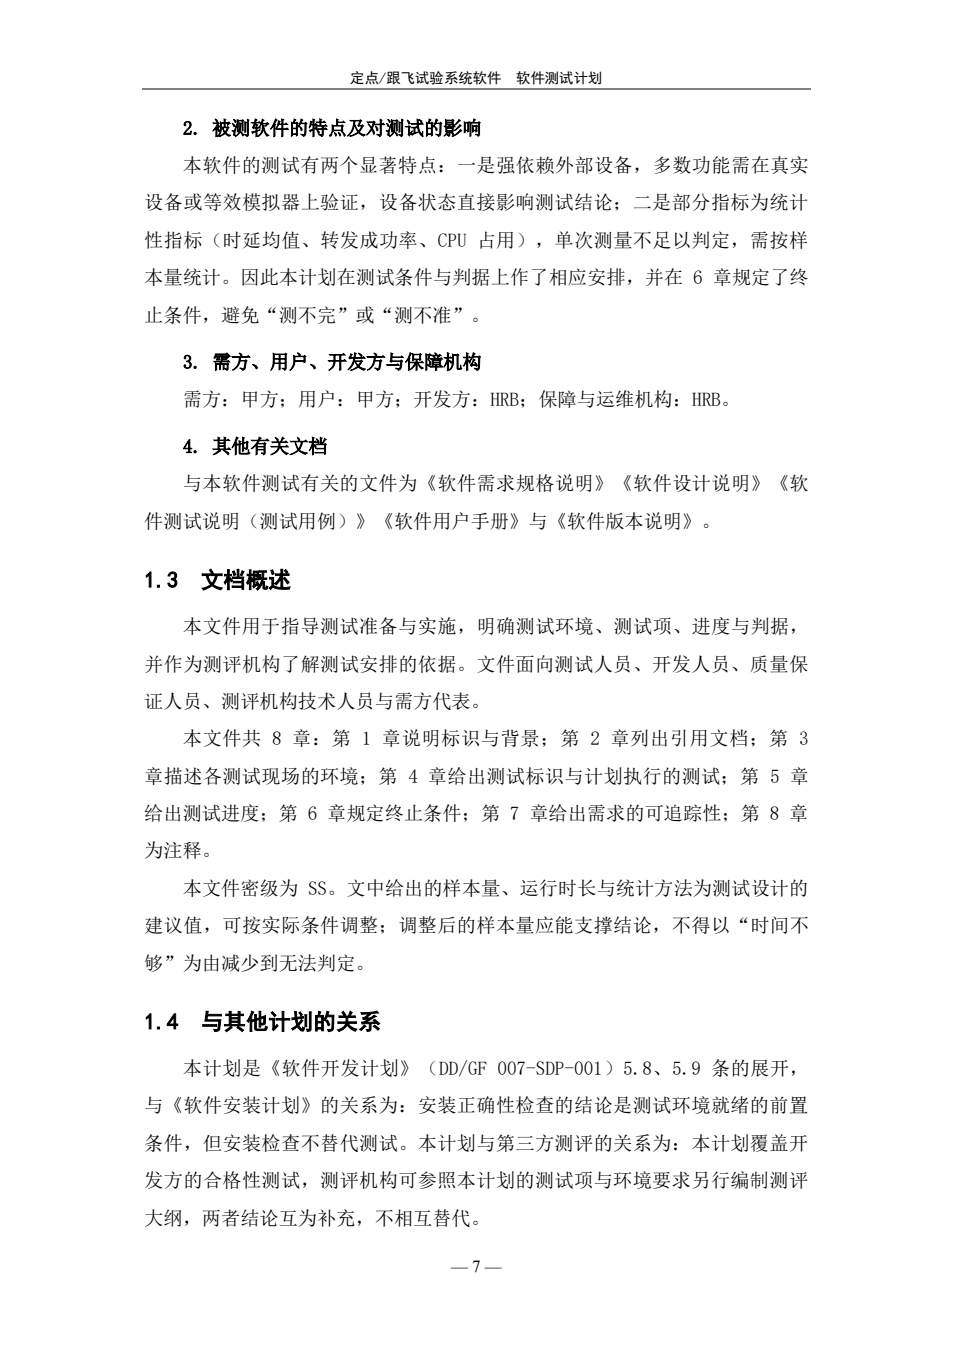 定点/跟飞试验系统软件　软件测试计划
2. 被测软件的特点及对测试的影响
本软件的测试有两个显著特点：一是强依赖外部设备，多数功能需在真实
设备或等效模拟器上验证，设备状态直接影响测试结论；二是部分指标为统计
性指标（时延均值、转发成功率、CPU 占用），单次测量不足以判定，需按样
本量统计。因此本计划在测试条件与判据上作了相应安排，并在 6 章规定了终
止条件，避免“测不完”或“测不准”。
3. 需方、用户、开发方与保障机构
需方：甲方；用户：甲方；开发方：HRB；保障与运维机构：HRB。
4. 其他有关文档
与本软件测试有关的文件为《软件需求规格说明》《软件设计说明》《软
件测试说明（测试用例）》《软件用户手册》与《软件版本说明》。
1.3　文档概述
本文件用于指导测试准备与实施，明确测试环境、测试项、进度与判据，
并作为测评机构了解测试安排的依据。文件面向测试人员、开发人员、质量保
证人员、测评机构技术人员与需方代表。
本文件共 8 章：第 1 章说明标识与背景；第 2 章列出引用文档；第 3
章描述各测试现场的环境；第 4 章给出测试标识与计划执行的测试；第 5 章
给出测试进度；第 6 章规定终止条件；第 7 章给出需求的可追踪性；第 8 章
为注释。
本文件密级为 SS。文中给出的样本量、运行时长与统计方法为测试设计的
建议值，可按实际条件调整；调整后的样本量应能支撑结论，不得以“时间不
够”为由减少到无法判定。
1.4　与其他计划的关系
本计划是《软件开发计划》（DD/GF 007-SDP-001）5.8、5.9 条的展开，
与《软件安装计划》的关系为：安装正确性检查的结论是测试环境就绪的前置
条件，但安装检查不替代测试。本计划与第三方测评的关系为：本计划覆盖开
发方的合格性测试，测评机构可参照本计划的测试项与环境要求另行编制测评
大纲，两者结论互为补充，不相互替代。
— 7 —